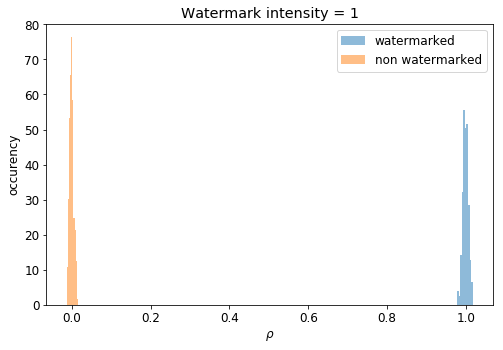 Watermark intensity = 1
watermarked
non watermarked
occurency
80
70
60
50
40
30
20
10
0
0.0 0.2 0.4 0.6 0.8 1.0
ρ